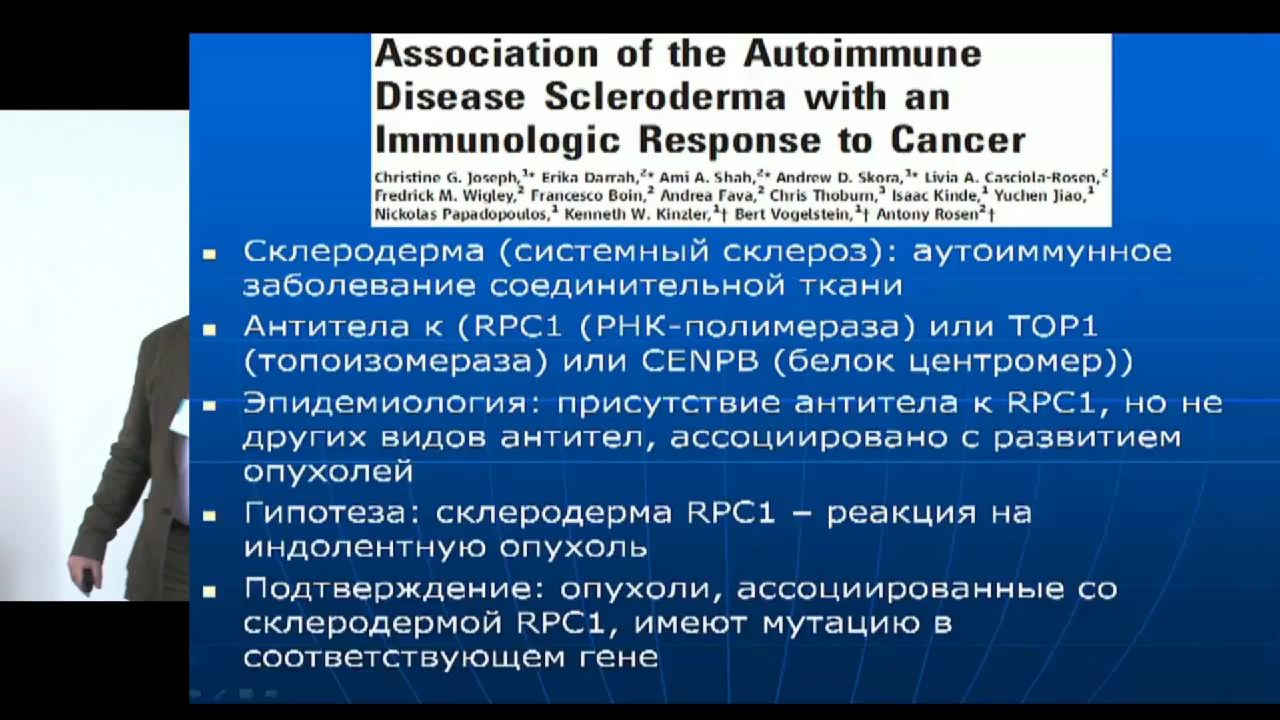 Association of the Autoimmune
Disease Scleroderma with an
Immunologic Response to Cancer
Christine G. Joseph,¹* Erika Darrah,²* Ami A. Shah,²* Andrew D. Skora,¹* Livia A. Casciola-Rosen,²
Fredrick M. Wigley,² Francesco Boin,² Andrea Fava,² Chris Thoburn,³ Isaac Kinde,¹ Yuchen Jiao,¹
Nickolas Papadopoulos,¹ Kenneth W. Kinzler,¹† Bert Vogelstein,¹† Antony Rosen²†
Склеродерма (системный склероз): аутоиммунное
заболевание соединительной ткани
Антитела к (RPC1 (РНК-полимераза) или TOP1
(топоизомераза) или CENPB (белок центромер))
Эпидемиология: присутствие антитела к RPC1, но не
других видов антител, ассоциировано с развитием
опухолей
Гипотеза: склеродерма RPC1 – реакция на
индолентную опухоль
Подтверждение: опухоли, ассоциированные со
склеродермой RPC1, имеют мутацию в
соответствующем гене